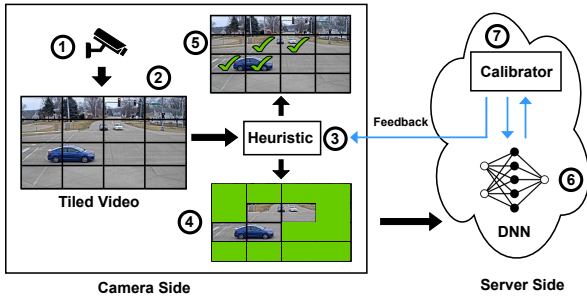 1
5
2
Tiled Video
Heuristic
3
4
Camera Side
7
Calibrator
Feedback
6
DNN
Server Side